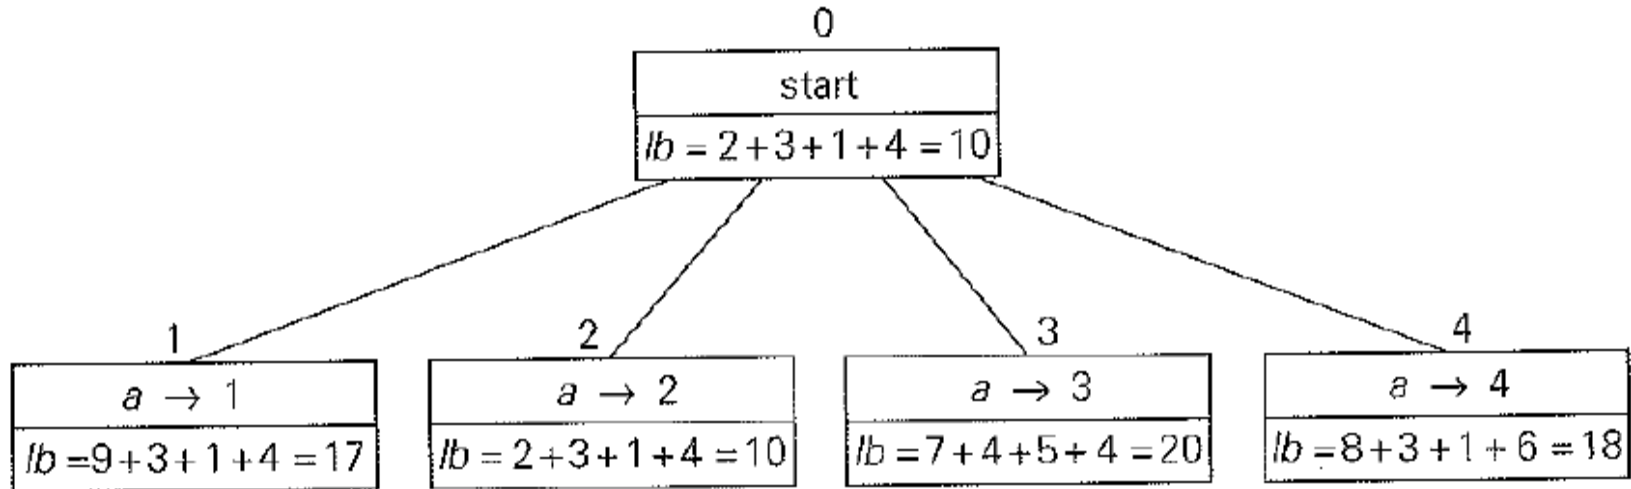 0
start
lb = 2+3+1+4 = 10
1
2
3
4
a → 1
a → 2
a → 3
a → 4
lb =9+3+1+4 =17
lb = 2+3+1+4 =10
lb =7+4+5+4 =20
lb =8+3+1+6 =18